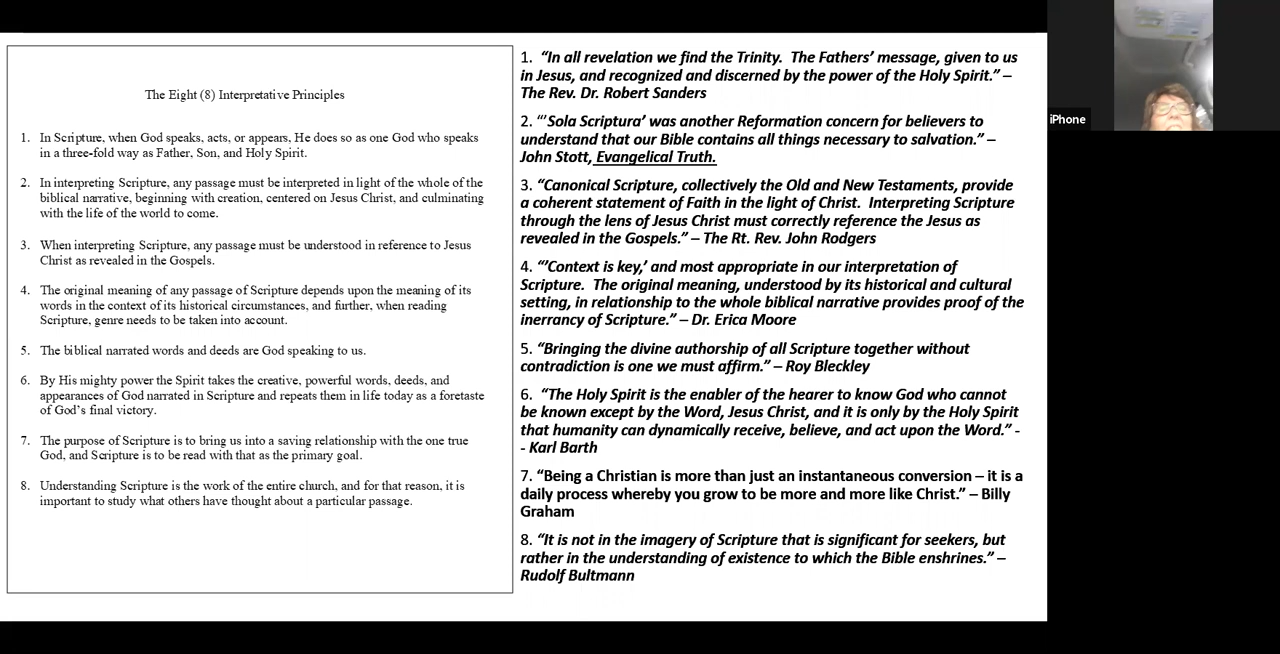 The Eight (8) Interpretative Principles
1. In Scripture, when God speaks, acts, or appears, He does so as one God who speaks
in a three-fold way as Father, Son, and Holy Spirit.
2. In interpreting Scripture, any passage must be interpreted in light of the whole of the
biblical narrative, beginning with creation, centered on Jesus Christ, and culminating
with the life of the world to come.
3. When interpreting Scripture, any passage must be understood in reference to Jesus
Christ as revealed in the Gospels.
4. The original meaning of any passage of Scripture depends upon the meaning of its
words in the context of its historical circumstances, and further, when reading
Scripture, genre needs to be taken into account.
5. The biblical narrated words and deeds are God speaking to us.
6. By His mighty power the Spirit takes the creative, powerful words, deeds, and
appearances of God narrated in Scripture and repeats them in life today as a foretaste
of God's final victory.
7. The purpose of Scripture is to bring us into a saving relationship with the one true
God, and Scripture is to be read with that as the primary goal.
8. Understanding Scripture is the work of the entire church, and for that reason, it is
important to study what others have thought about a particular passage.
1. “In all revelation we find the Trinity. The Fathers’ message, given to us
in Jesus, and recognized and discerned by the power of the Holy Spirit.” –
The Rev. Dr. Robert Sanders
2. “‘Sola Scriptura’ was another Reformation concern for believers to
understand that our Bible contains all things necessary to salvation.” –
John Stott, Evangelical Truth.
3. “Canonical Scripture, collectively the Old and New Testaments, provide
a coherent statement of Faith in the light of Christ. Interpreting Scripture
through the lens of Jesus Christ must correctly reference the Jesus as
revealed in the Gospels.” – The Rt. Rev. John Rodgers
4. “’Context is key,’ and most appropriate in our interpretation of
Scripture. The original meaning, understood by its historical and cultural
setting, in relationship to the whole biblical narrative provides proof of the
inerrancy of Scripture.” – Dr. Erica Moore
5. “Bringing the divine authorship of all Scripture together without
contradiction is one we must affirm.” – Roy Bleckley
6. “The Holy Spirit is the enabler of the hearer to know God who cannot
be known except by the Word, Jesus Christ, and it is only by the Holy Spirit
that humanity can dynamically receive, believe, and act upon the Word.” -
- Karl Barth
7. “Being a Christian is more than just an instantaneous conversion – it is a
daily process whereby you grow to be more and more like Christ.” – Billy
Graham
8. “It is not in the imagery of Scripture that is significant for seekers, but
rather in the understanding of existence to which the Bible enshrines.” –
Rudolf Bultmann
iPhone